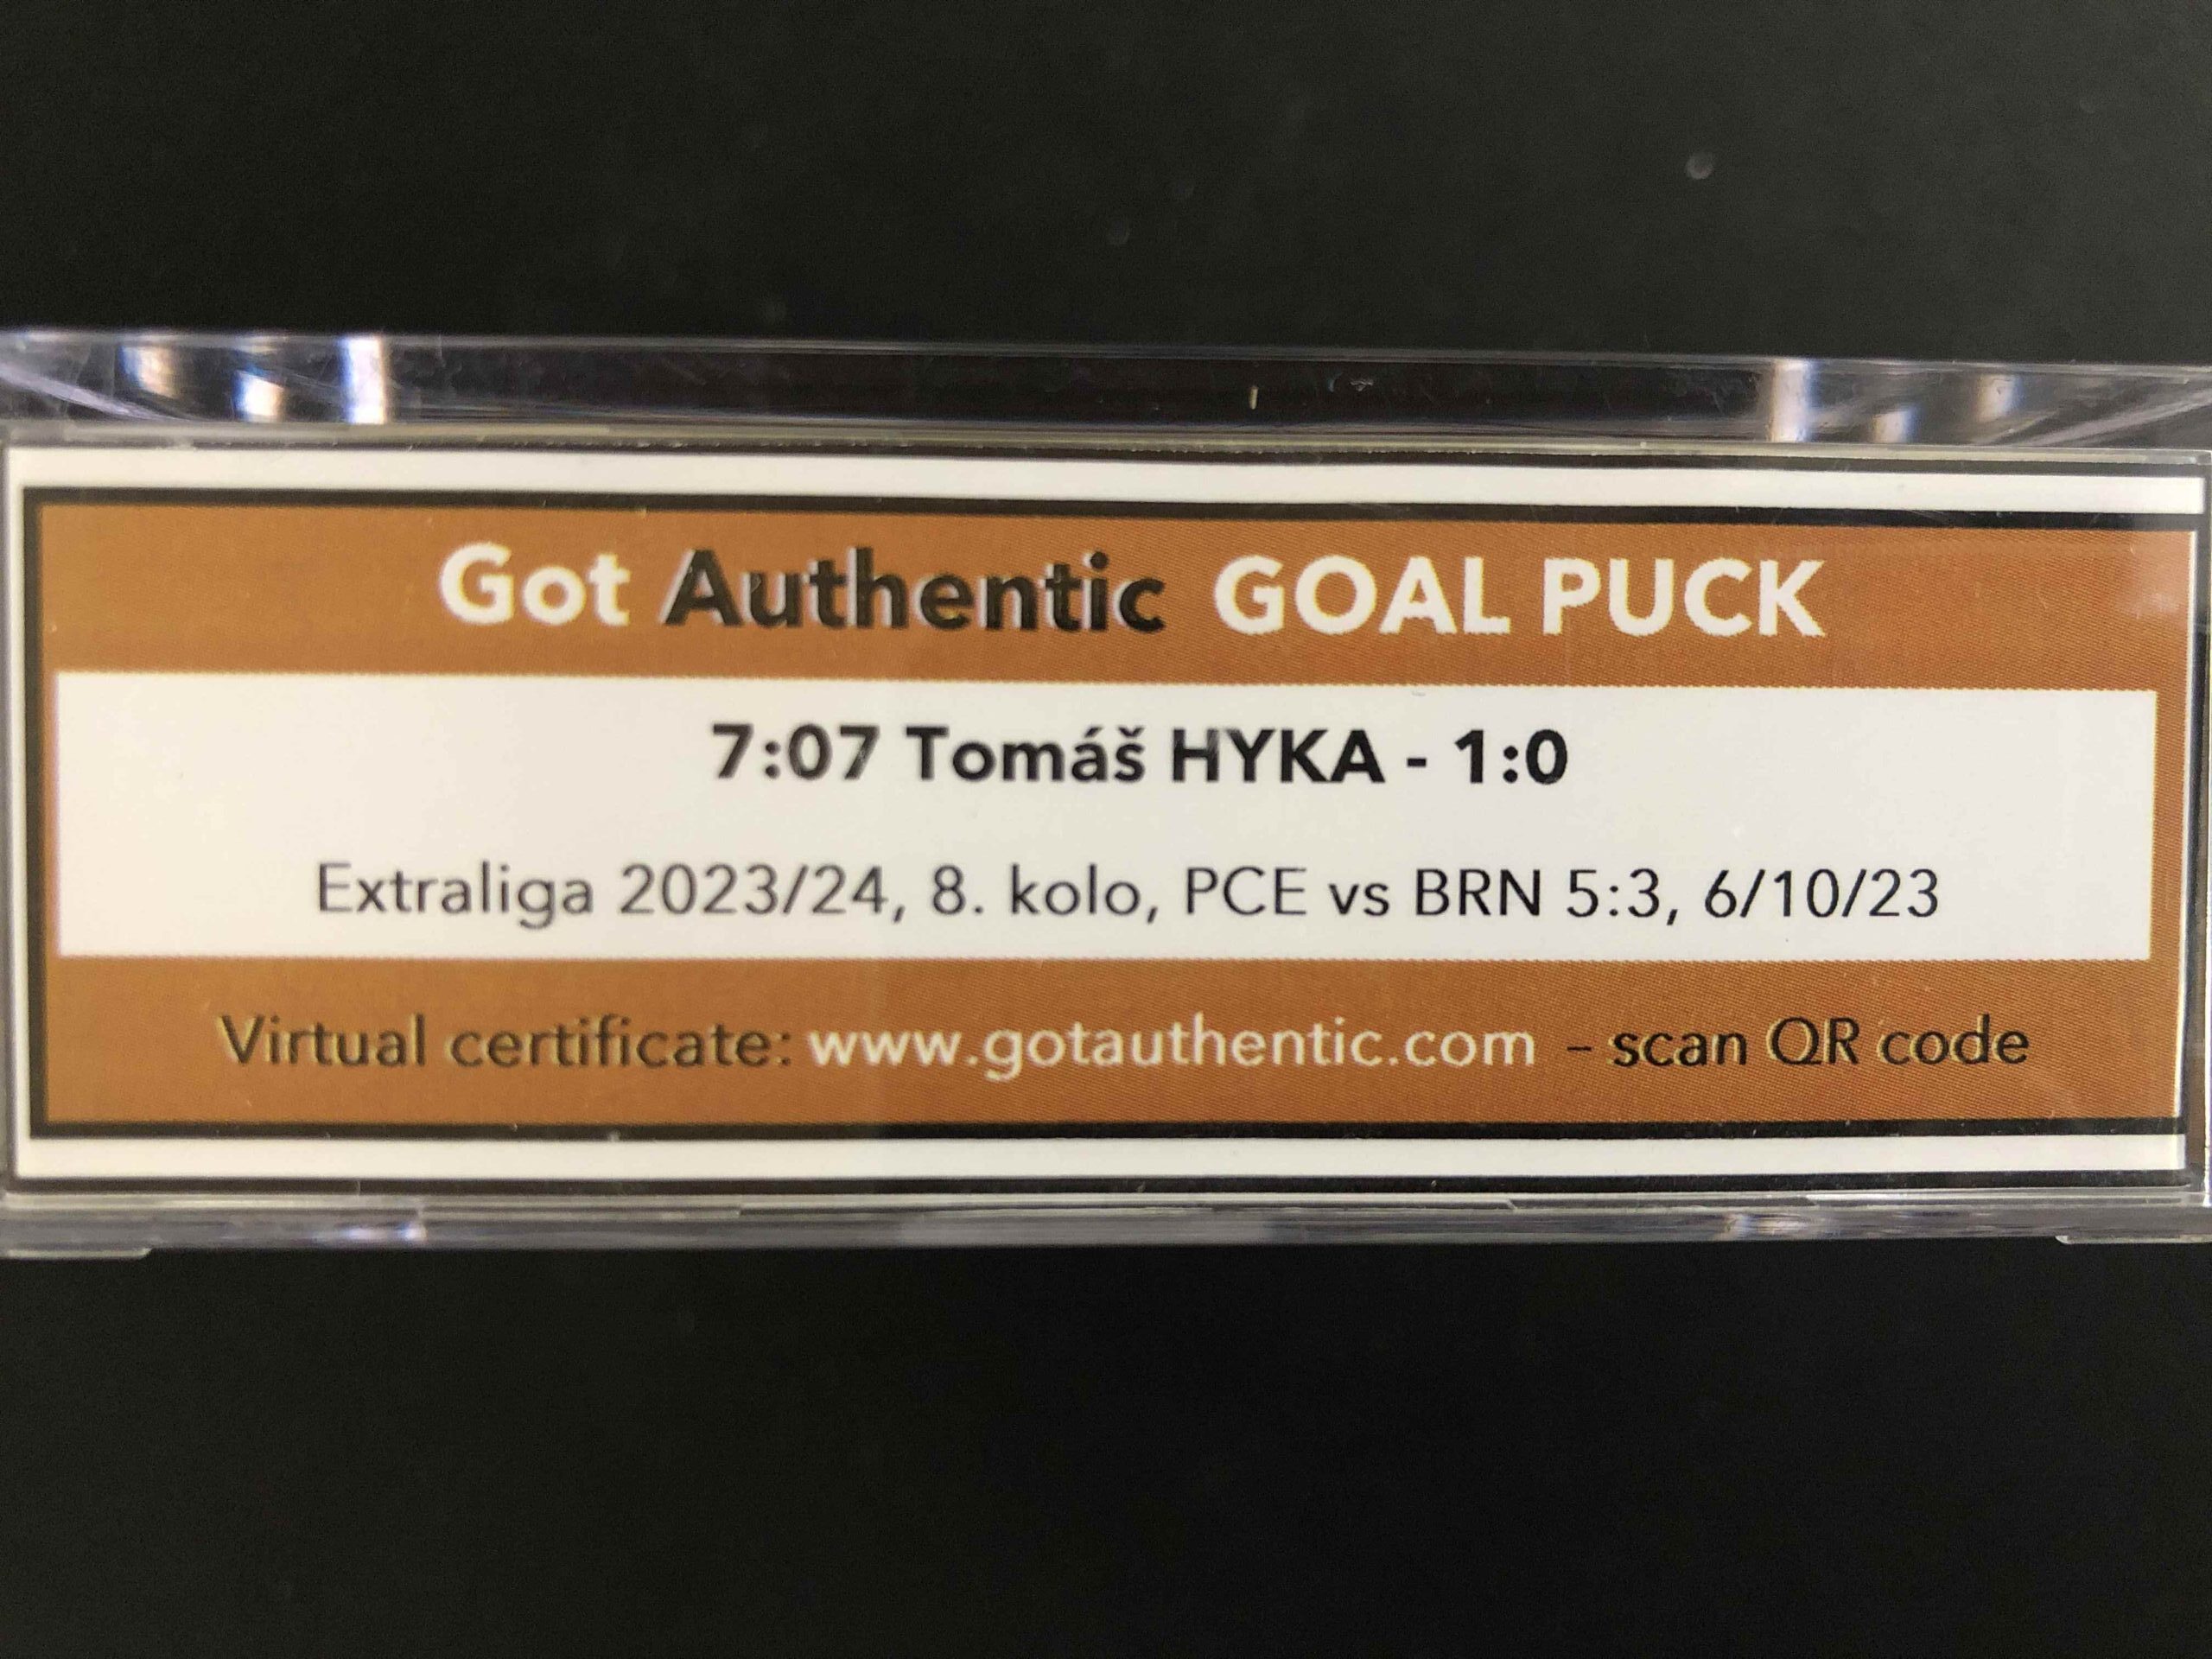 Got Authentic GOAL PUCK
7:07 Tomáš HYKA - 1:0
Extraliga 2023/24, 8. kolo, PCE vs BRN 5:3, 6/10/23
Virtual certificate: www.gotauthentic.com – scan QR code